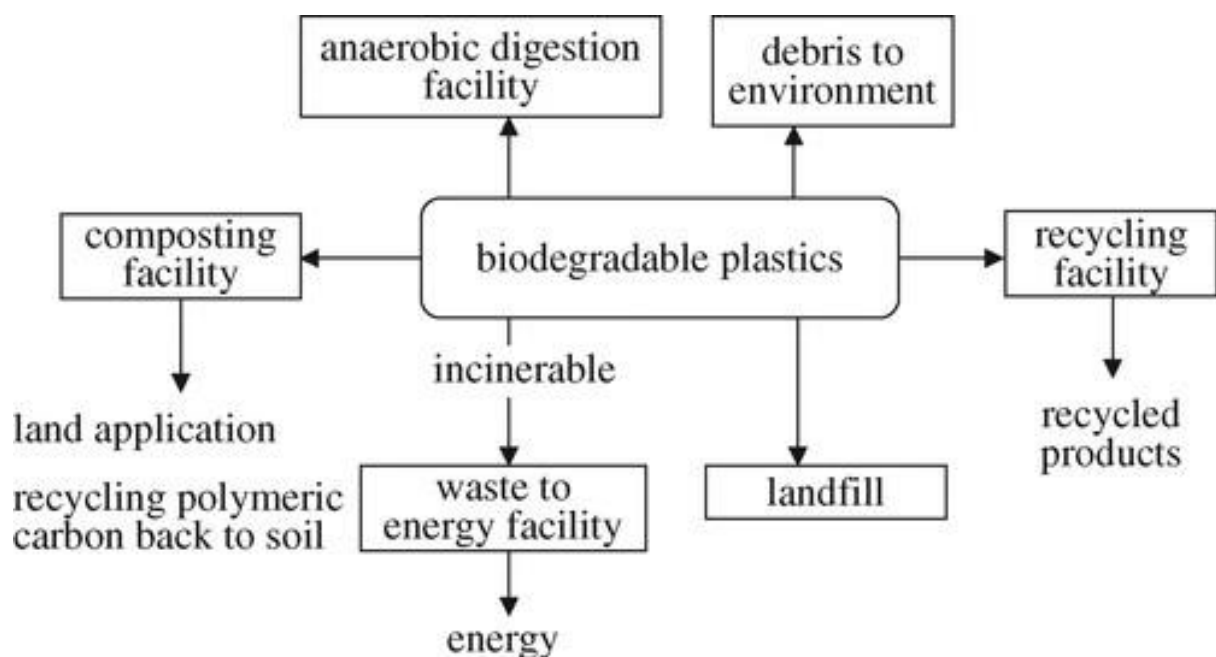 anaerobic digestion
facility
debris to
environment
composting
facility
biodegradable plastics
recycling
facility
incinerable
land application
recycled
products
recycling polymeric
carbon back to soil
waste to
energy facility
landfill
energy